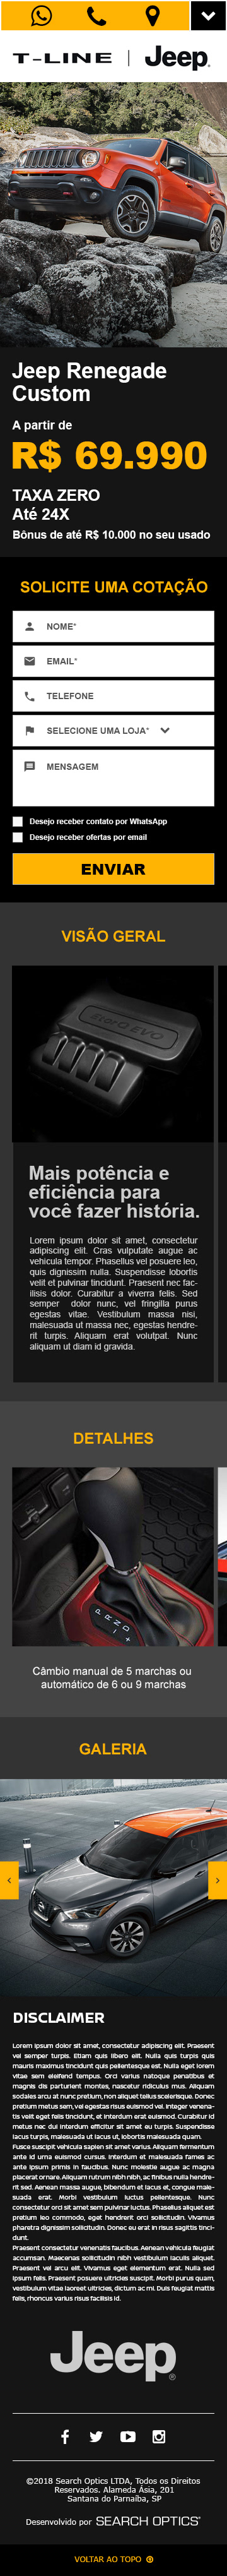 T-LINE | Jeep
Jeep Renegade
Custom
A partir de
R$ 69.990
TAXA ZERO
Até 24X
Bônus de até R$ 10.000 no seu usado
SOLICITE UMA COTAÇÃO
NOME*
EMAIL*
TELEFONE
SELECIONE UMA LOJA*
MENSAGEM
Desejo receber contato por WhatsApp
Desejo receber ofertas por email
ENVIAR
VISÃO GERAL
EtorQ EVO
Mais potência e
eficiência para
você fazer história.
Lorem ipsum dolor sit amet, consectetur
adipiscing elit. Cras vulputate augue ac
vehicula tempor. Phasellus vel posuere leo,
quis dignissim nulla. Suspendisse lobortis
velit et pulvinar tincidunt. Praesent nec fac-
ilisis dolor. Curabitur a viverra felis. Sed
semper dolor nunc, vel fringilla purus
egestas vitae. Vestibulum massa nisi,
malesuada ut massa nec, egestas hendre-
rit turpis. Aliquam erat volutpat. Nunc
aliquam ut diam id gravida.
DETALHES
P R N D
+
−
Câmbio manual de 5 marchas ou
automático de 6 ou 9 marchas
GALERIA
DISCLAIMER
Lorem ipsum dolor sit amet, consectetur adipiscing elit. Praesent
vel semper turpis. Etiam quis libero elit. Nulla quis turpis quis
mauris maximus tincidunt quis pellentesque est. Nulla eget lorem
vitae sem eleifend tempus. Orci varius natoque penatibus et
magnis dis parturient montes, nascetur ridiculus mus. Aliquam
sodales arcu at nunc pretium, non aliquet tellus scelerisque. Donec
pretium metus sem, vel egestas risus euismod vel. Integer venena-
tis velit eget felis tincidunt, et interdum erat euismod. Curabitur id
metus nec dui interdum efficitur sit amet eu turpis. Suspendisse
lacus turpis, malesuada ut lacus ut, lobortis malesuada quam.
Fusce suscipit vehicula sapien sit amet varius. Aliquam fermentum
ante id urna euismod cursus. Interdum et malesuada fames ac
ante ipsum primis in faucibus. Nunc molestie augue ac magna
placerat ornare. Aliquam rutrum nibh nibh, ac finibus nulla hendre-
rit sed. Aenean massa augue, bibendum et lacus et, congue male-
suada erat. Morbi vestibulum luctus pellentesque. Nunc
consectetur orci sit amet sem pulvinar luctus. Phasellus aliquet est
pretium leo commodo, eget hendrerit orci sollicitudin. Vivamus
pharetra dignissim sollicitudin. Donec eu erat in risus sagittis tinci-
dunt.
Praesent consectetur venenatis faucibus. Aenean vehicula feugiat
accumsan. Maecenas sollicitudin nibh vestibulum iaculis aliquet.
Praesent vel arcu elit. Vivamus eget elementum erat. Nulla sed
ipsum felis. Praesent posuere ultricies suscipit. Morbi purus quam,
vestibulum vitae laoreet ultricies, dictum ac mi. Duis feugiat mattis
felis, rhoncus varius risus facilisis id.
Jeep®
©2018 Search Optics LTDA, Todos os Direitos
Reservados. Alameda Ásia, 201
Santana do Parnaíba, SP
Desenvolvido por SEARCH OPTICS®
VOLTAR AO TOPO